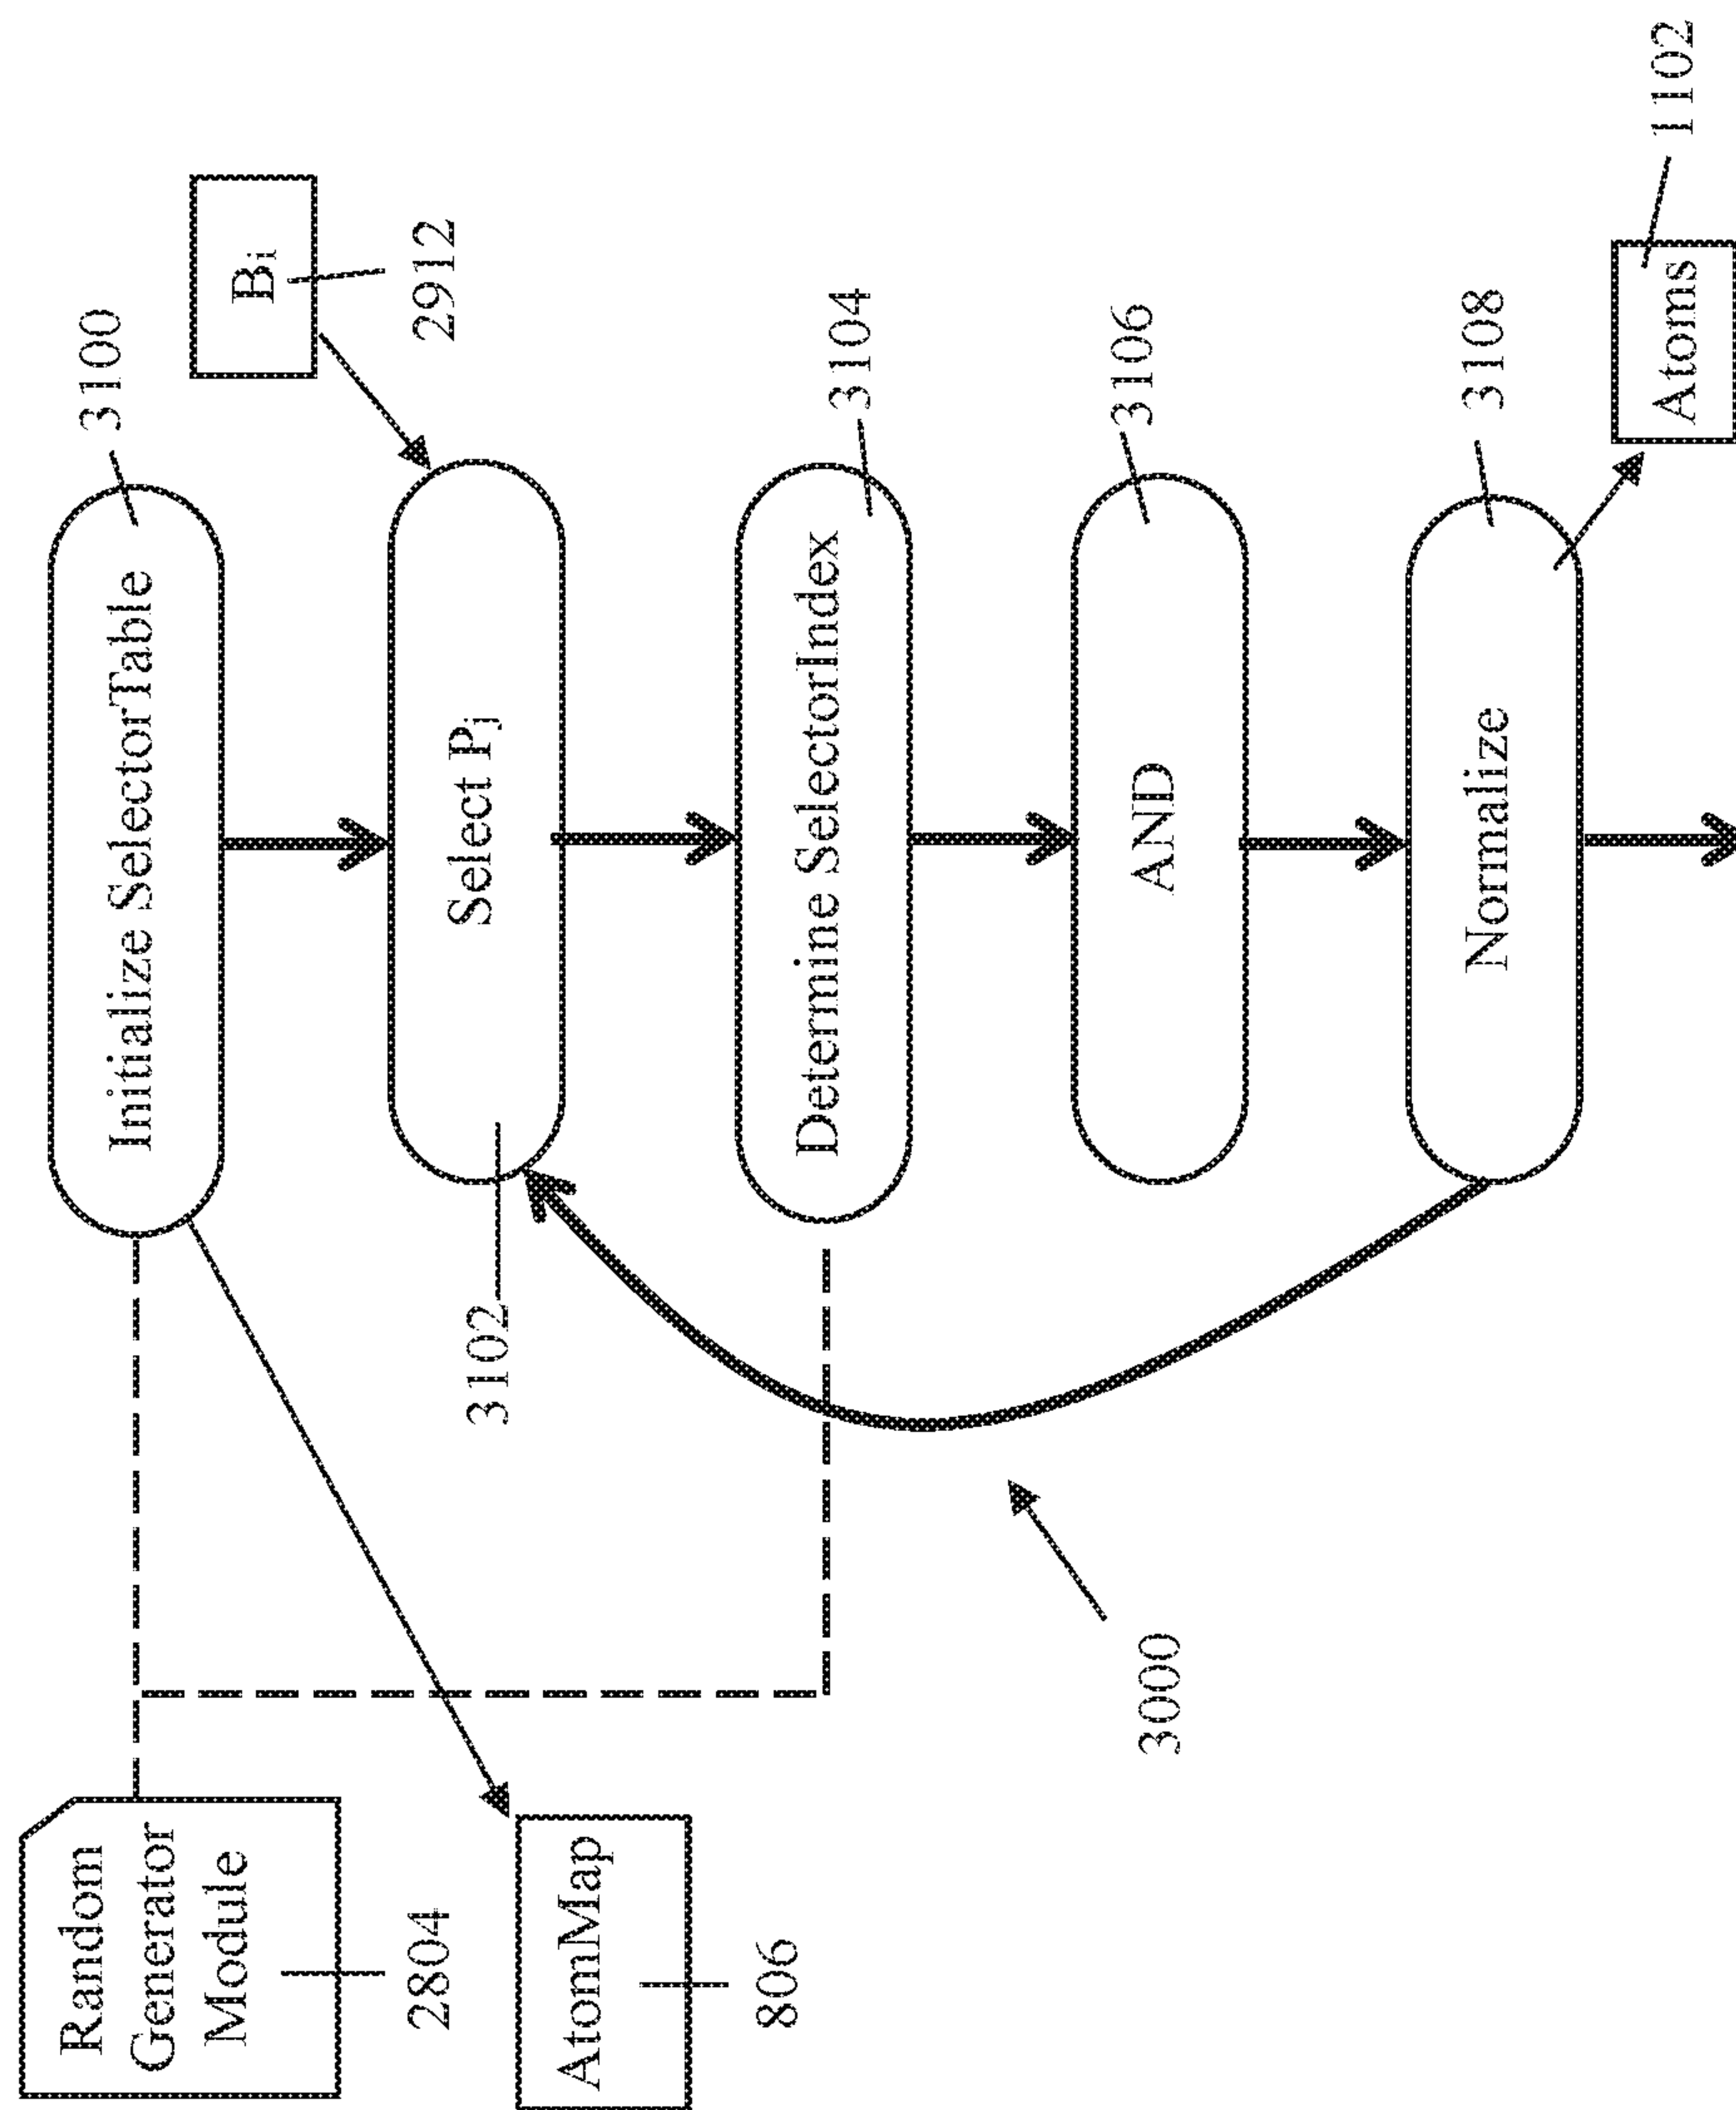 Random
Generator
Module
2804
AtomMap
806
Initialize SelectorTable
3100
Bi
2912
Select Pj
3102
Determine SelectorIndex
3104
AND
3106
Normalize
3108
Atoms
1102
3000